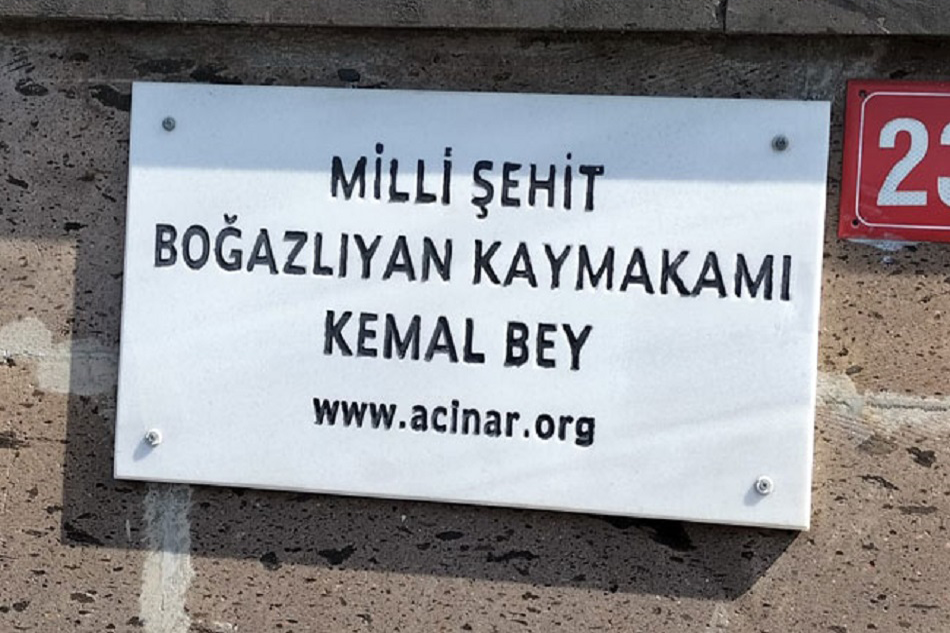 MİLLİ ŞEHİT
BOĞAZLIYAN KAYMAKAMI
KEMAL BEY
www.acinar.org